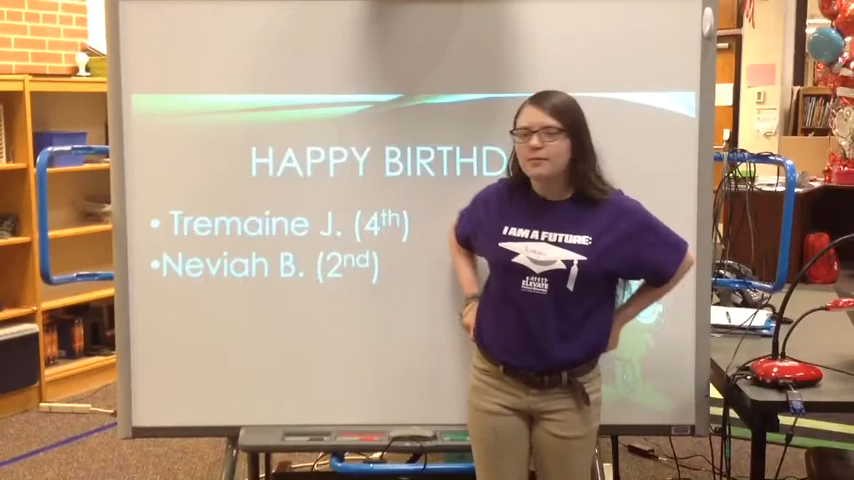 HAPPY BIRTHD
• Tremaine J. (4th)
• Neviah B. (2nd)
I AM A FUTURE:
ELEVATE